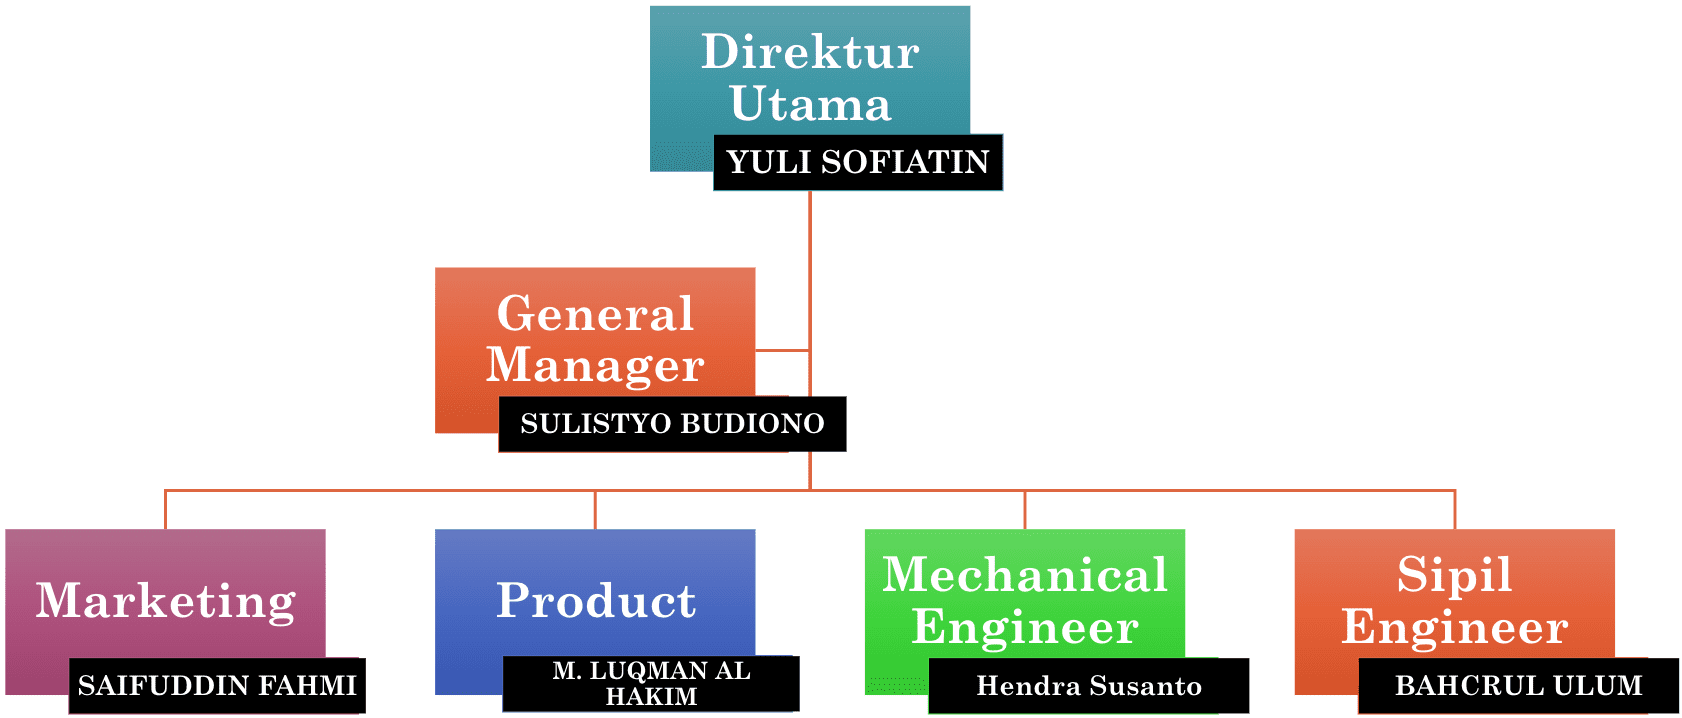 Direktur
Utama
YULI SOFIATIN
General
Manager
SULISTYO BUDIONO
Marketing
SAIFUDDIN FAHMI
Product
M. LUQMAN AL
HAKIM
Mechanical
Engineer
Hendra Susanto
Sipil
Engineer
BAHCRUL ULUM